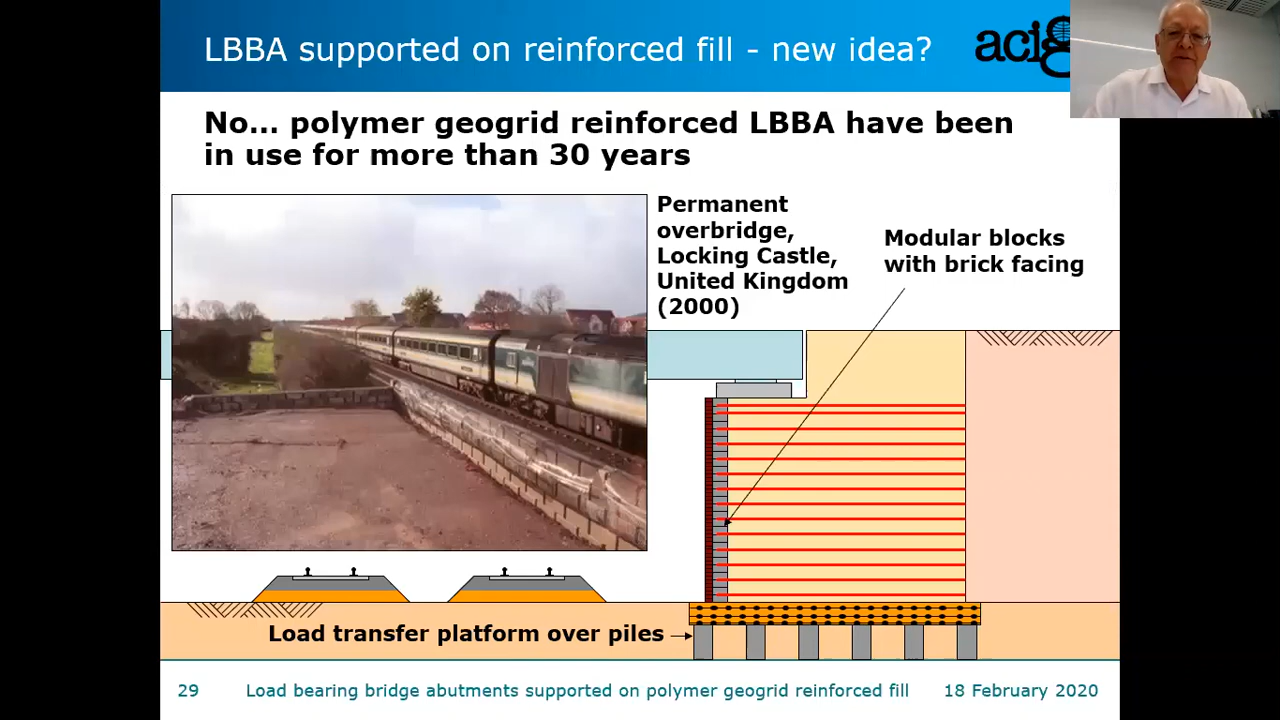 LBBA supported on reinforced fill - new idea?
acig
No... polymer geogrid reinforced LBBA have been
in use for more than 30 years
Permanent
overbridge,
Locking Castle,
United Kingdom
(2000)
Modular blocks
with brick facing
Load transfer platform over piles
29
Load bearing bridge abutments supported on polymer geogrid reinforced fill
18 February 2020